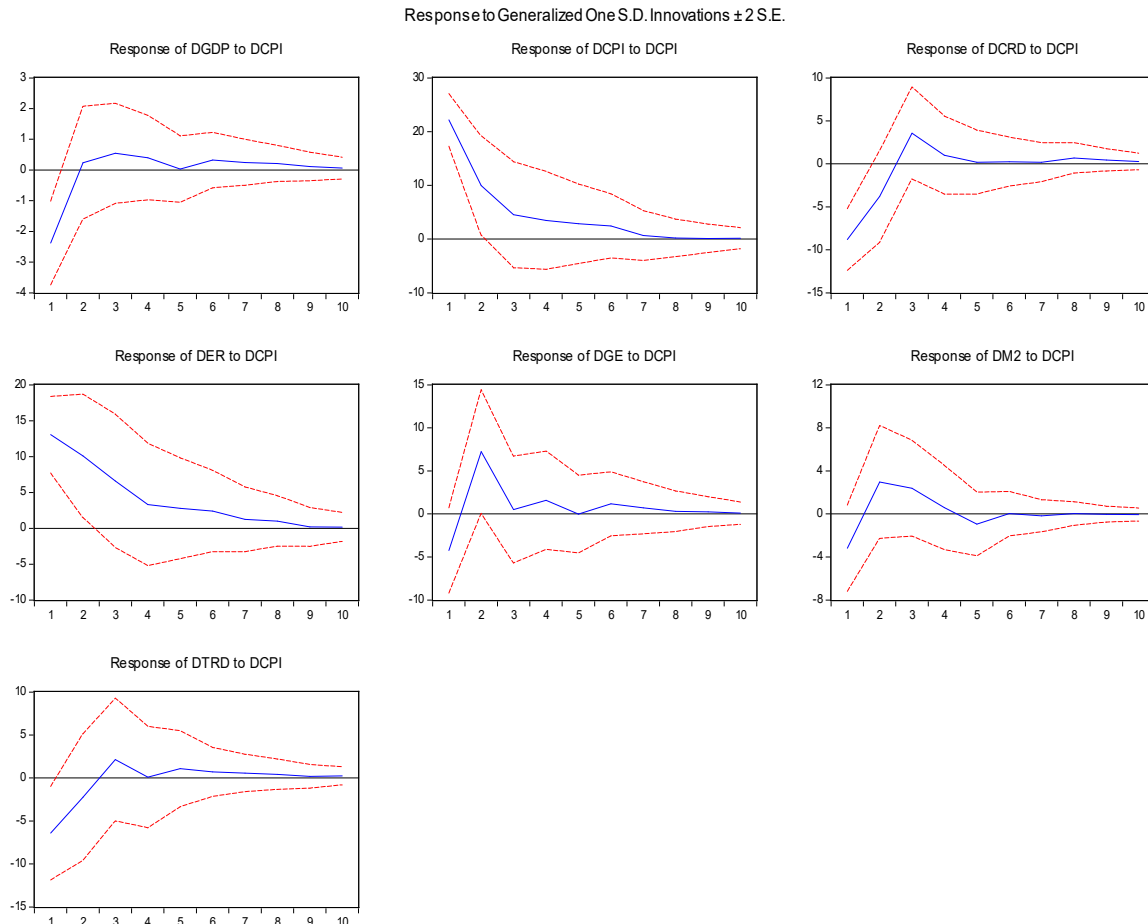 Response to Generalized One S.D. Innovations ± 2 S.E.
Response of DGDP to DCPI
3
2
1
0
-1
-2
-3
-4
1 2 3 4 5 6 7 8 9 10
Response of DCPI to DCPI
30
20
10
0
-10
1 2 3 4 5 6 7 8 9 10
Response of DCRD to DCPI
10
5
0
-5
-10
-15
1 2 3 4 5 6 7 8 9 10
Response of DER to DCPI
20
15
10
5
0
-5
-10
1 2 3 4 5 6 7 8 9 10
Response of DGE to DCPI
15
10
5
0
-5
-10
1 2 3 4 5 6 7 8 9 10
Response of DM2 to DCPI
12
8
4
0
-4
-8
1 2 3 4 5 6 7 8 9 10
Response of DTRD to DCPI
10
5
0
-5
-10
-15
1 2 3 4 5 6 7 8 9 10